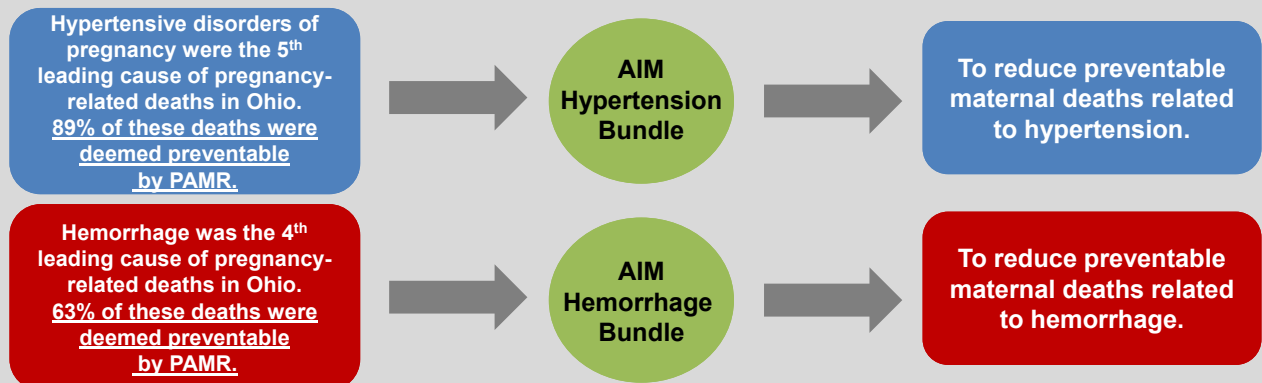 Hypertensive disorders of
pregnancy were the 5th
leading cause of pregnancy-
related deaths in Ohio.
89% of these deaths were
deemed preventable
by PAMR.
AIM
Hypertension
Bundle
To reduce preventable
maternal deaths related
to hypertension.
Hemorrhage was the 4th
leading cause of pregnancy-
related deaths in Ohio.
63% of these deaths were
deemed preventable
by PAMR.
AIM
Hemorrhage
Bundle
To reduce preventable
maternal deaths related
to hemorrhage.